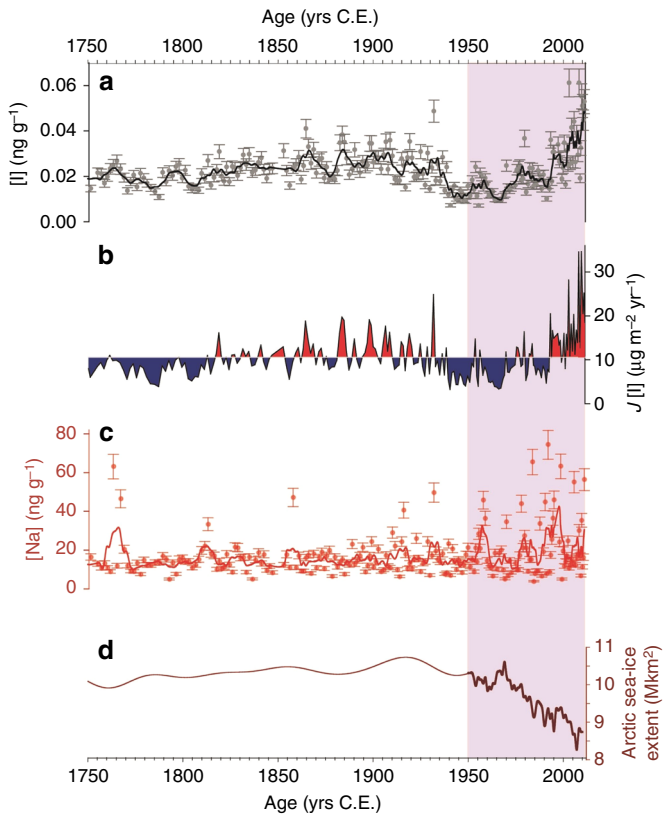 Age (yrs C.E.)
1750 1800 1850 1900 1950 2000
a
[I] (ng g⁻¹)
0.06
0.04
0.02
0.00
b
J [I] (μg m⁻² yr⁻¹)
30
20
10
0
c
[Na] (ng g⁻¹)
80
60
40
20
0
d
Arctic sea-ice
extent (Mkm²)
11
10
9
8
1750 1800 1850 1900 1950 2000
Age (yrs C.E.)